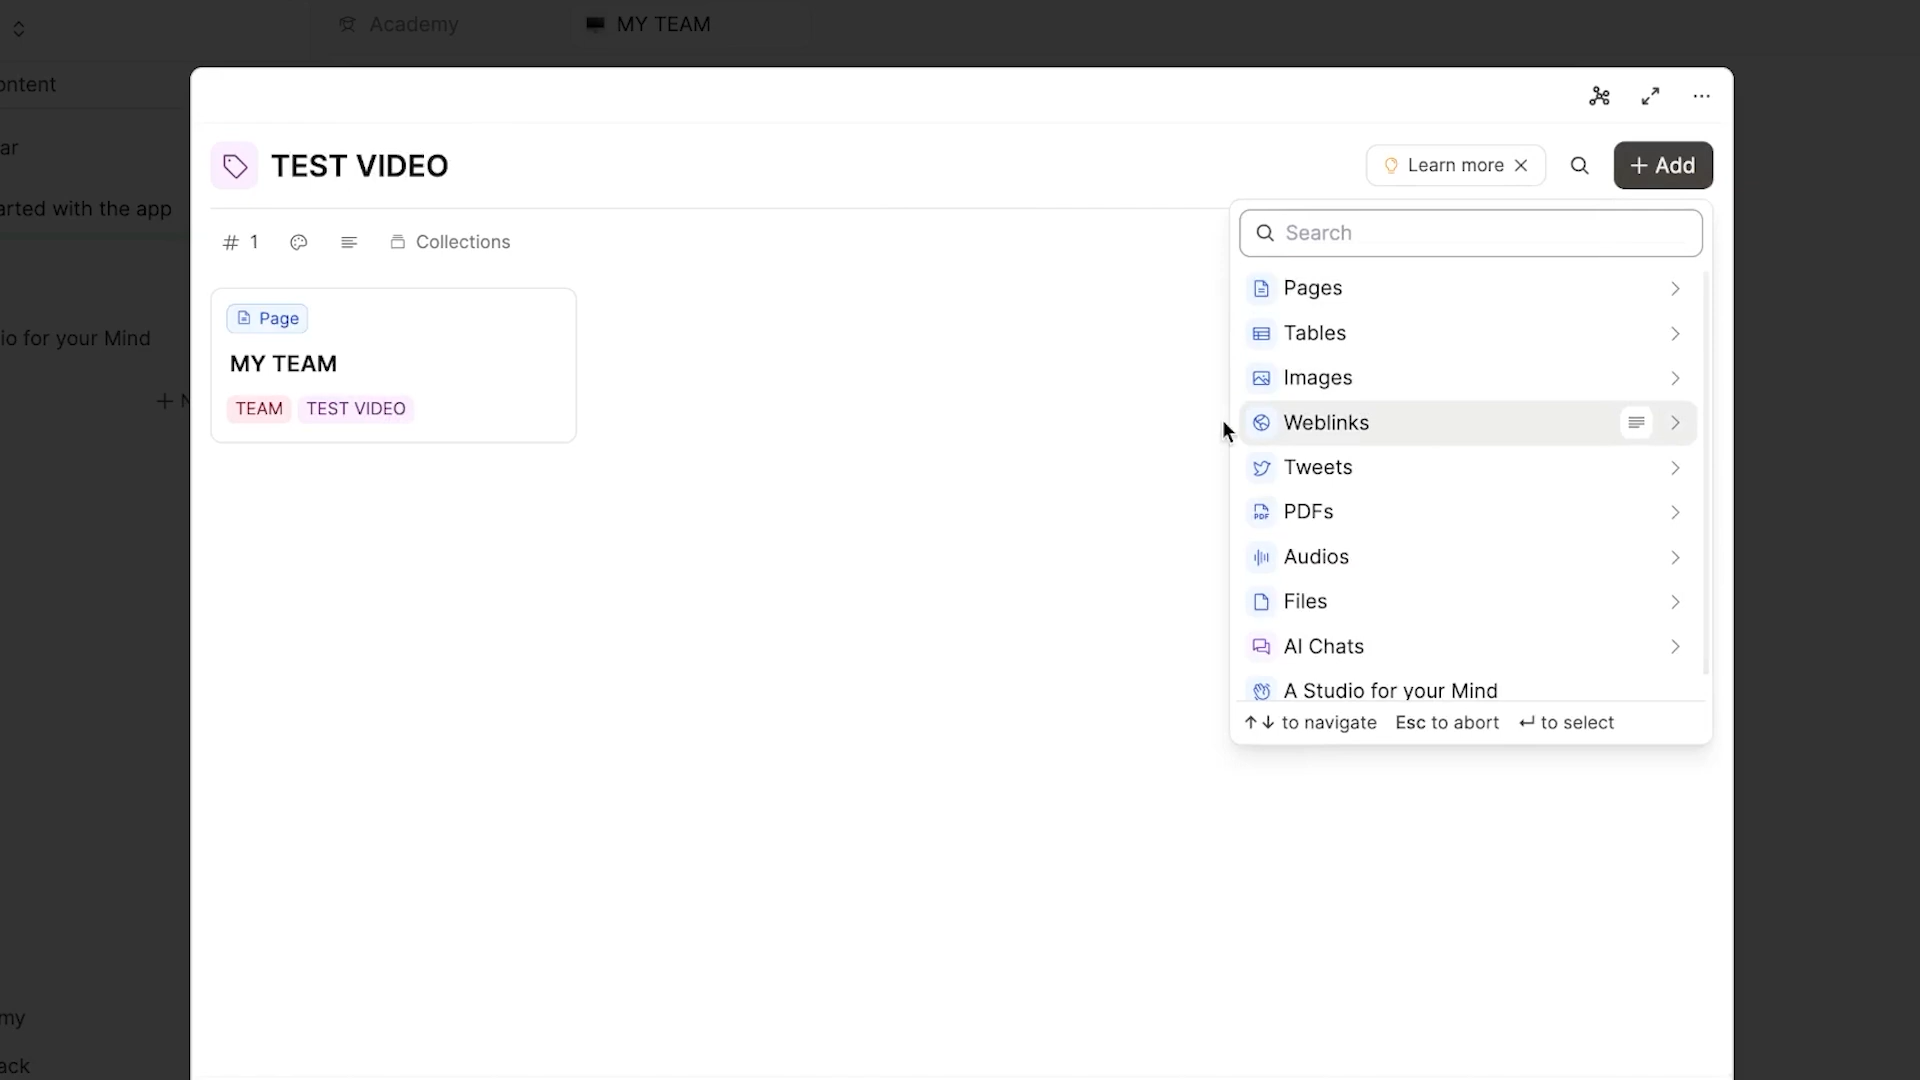 Academy
MY TEAM
ontent
ar
arted with the app
io for your Mind
+ N
my
ack
TEST VIDEO
Learn more
+ Add
# 1
Collections
Page
MY TEAM
TEAM TEST VIDEO
Search
Pages
Tables
Images
Weblinks
Tweets
PDFs
Audios
Files
AI Chats
A Studio for your Mind
↑↓ to navigate Esc to abort ↵ to select